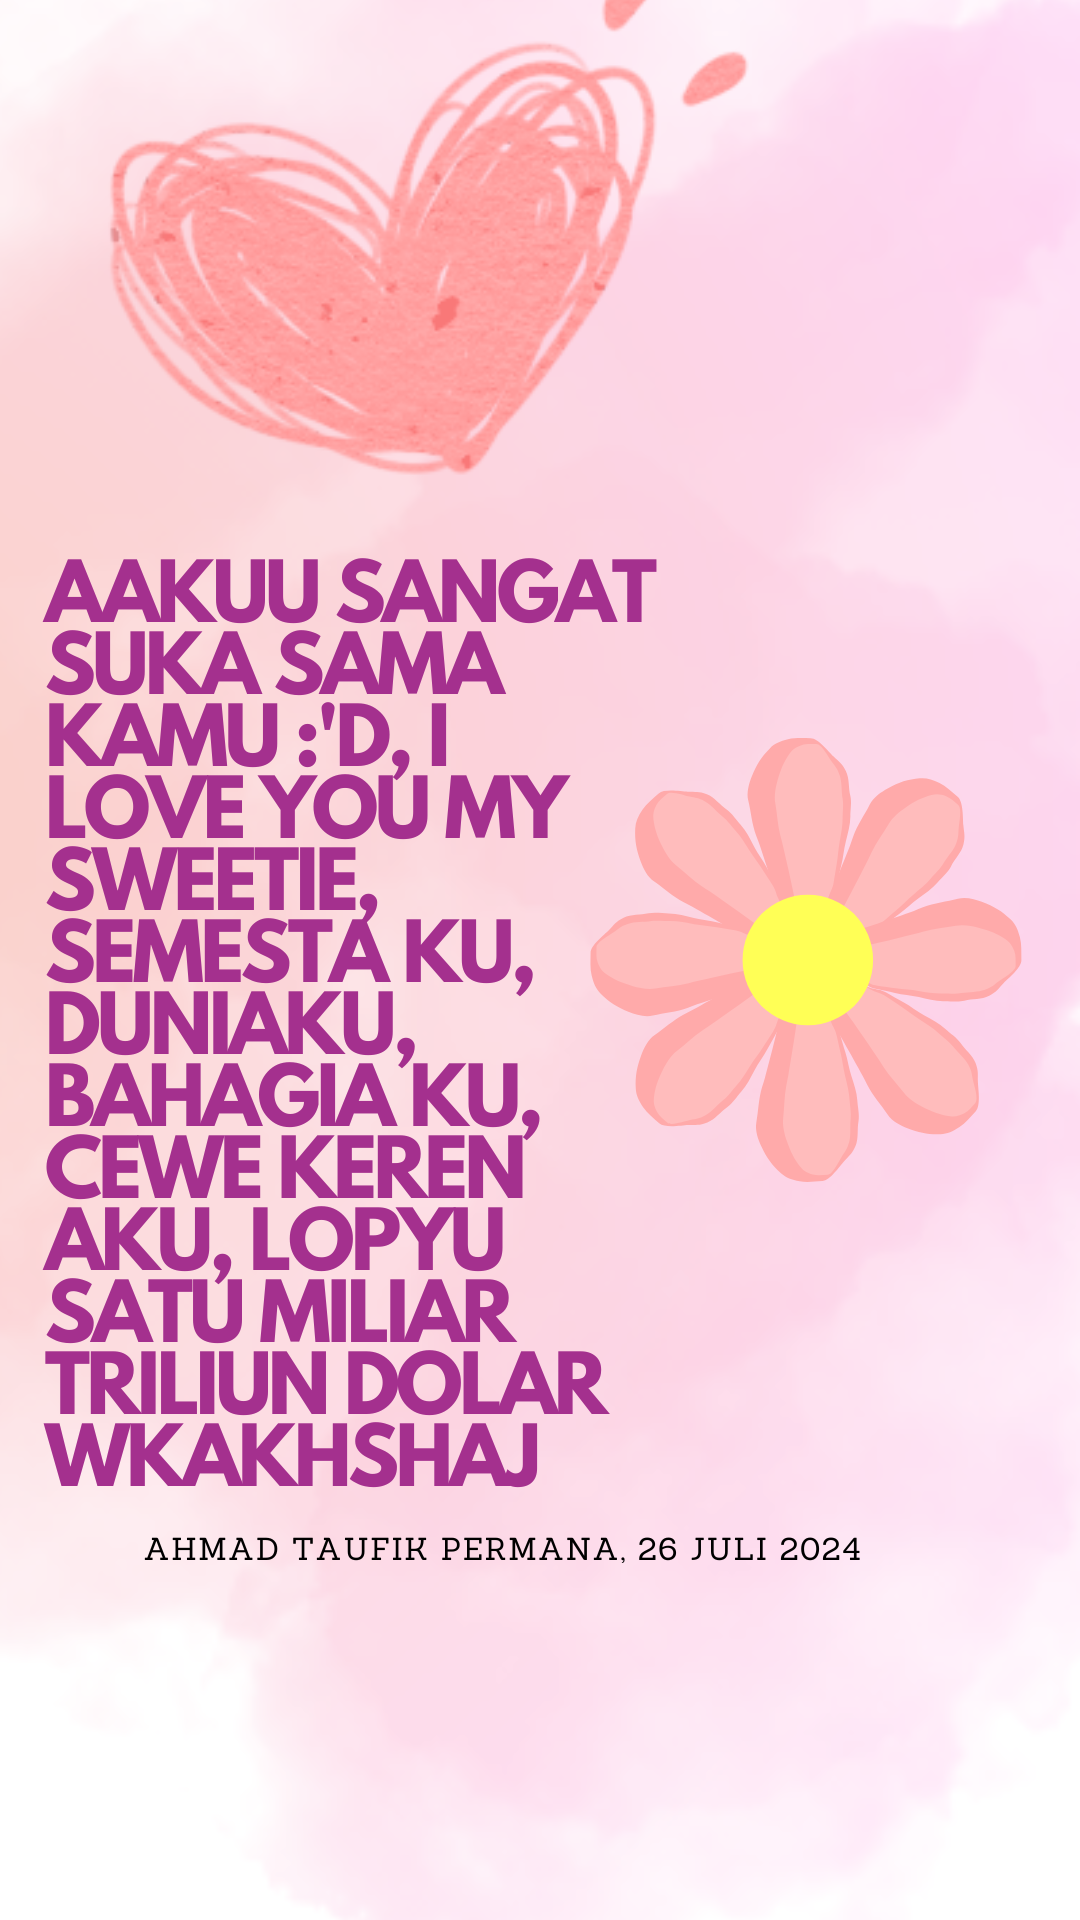 AAKUU SANGAT
SUKA SAMA
KAMU :'D, I
LOVE YOU MY
SWEETIE,
SEMESTA KU,
DUNIAKU,
BAHAGIA KU,
CEWE KEREN
AKU, LOPYU
SATU MILIAR
TRILIUN DOLAR
WKAKHSHAJ
AHMAD TAUFIK PERMANA, 26 JULI 2024